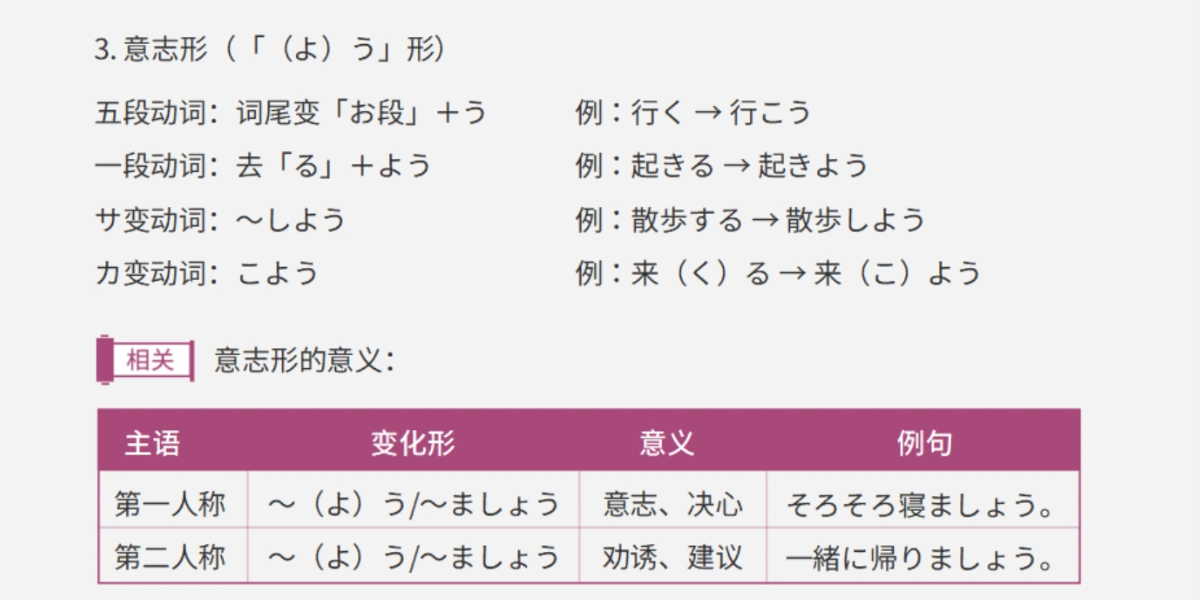 3. 意志形（「（よ）う」形）
五段动词：词尾变「お段」＋う 例：行く → 行こう
一段动词：去「る」＋よう 例：起きる → 起きよう
サ变动词：～しよう 例：散歩する → 散歩しよう
カ变动词：こよう 例：来（く）る → 来（こ）よう
相关 意志形的意义：
主语 变化形 意义 例句
第一人称 ～（よ）う/～ましょう 意志、决心 そろそろ寝ましょう。
第二人称 ～（よ）う/～ましょう 劝诱、建议 一緒に帰りましょう。